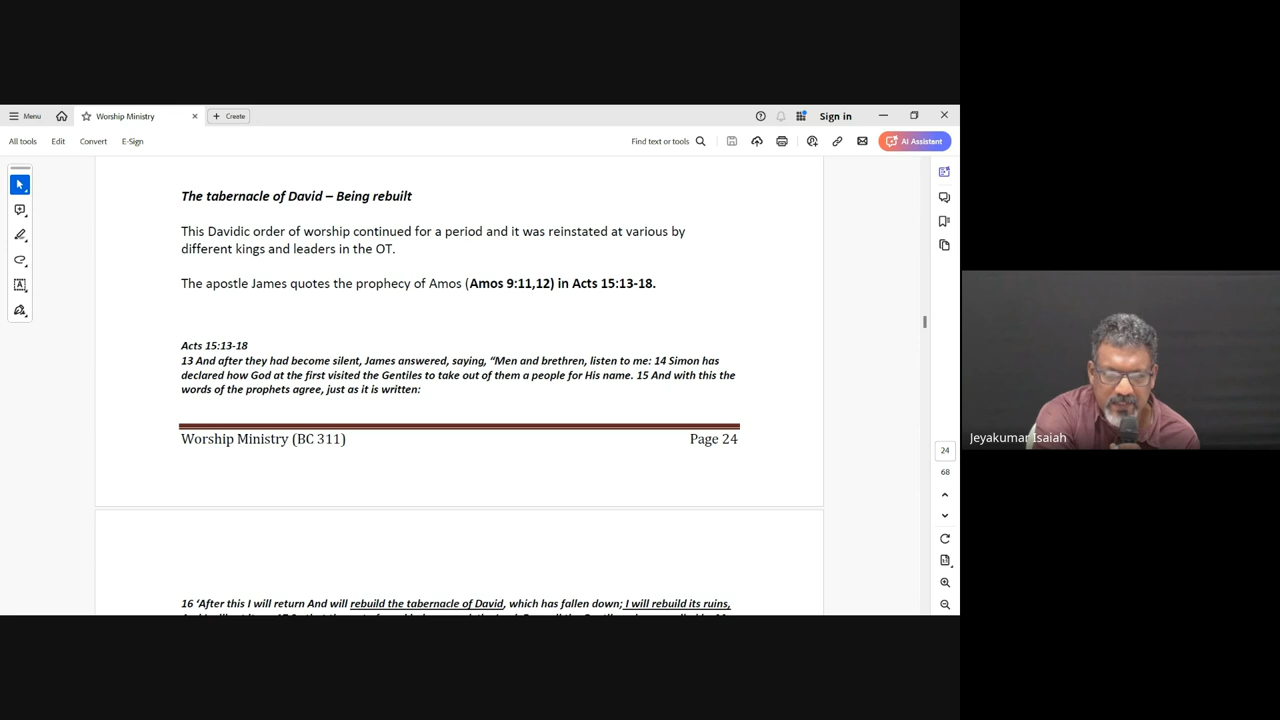 Menu
Worship Ministry
Create
Sign in
All tools
Edit
Convert
E-Sign
Find text or tools
AI Assistant
The tabernacle of David – Being rebuilt
This Davidic order of worship continued for a period and it was reinstated at various by
different kings and leaders in the OT.
The apostle James quotes the prophecy of Amos (Amos 9:11,12) in Acts 15:13-18.
Acts 15:13-18
13 And after they had become silent, James answered, saying, “Men and brethren, listen to me: 14 Simon has
declared how God at the first visited the Gentiles to take out of them a people for His name. 15 And with this the
words of the prophets agree, just as it is written:
Worship Ministry (BC 311)
Page 24
16 ‘After this I will return And will rebuild the tabernacle of David, which has fallen down; I will rebuild its ruins,
24
68
Jeyakumar Isaiah